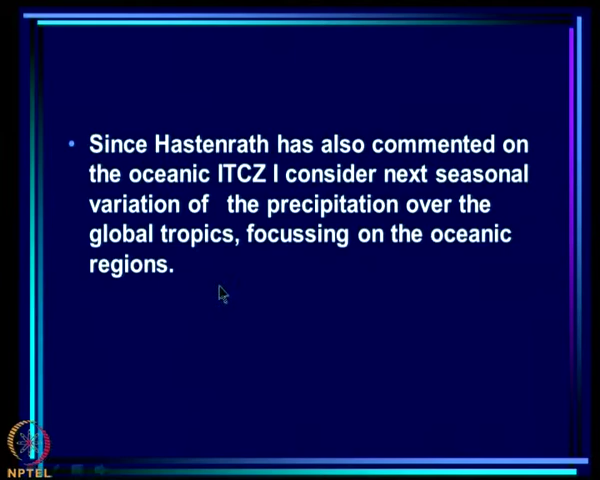 • Since Hastenrath has also commented on
the oceanic ITCZ I consider next seasonal
variation of the precipitation over the
global tropics, focussing on the oceanic
regions.
NPTEL